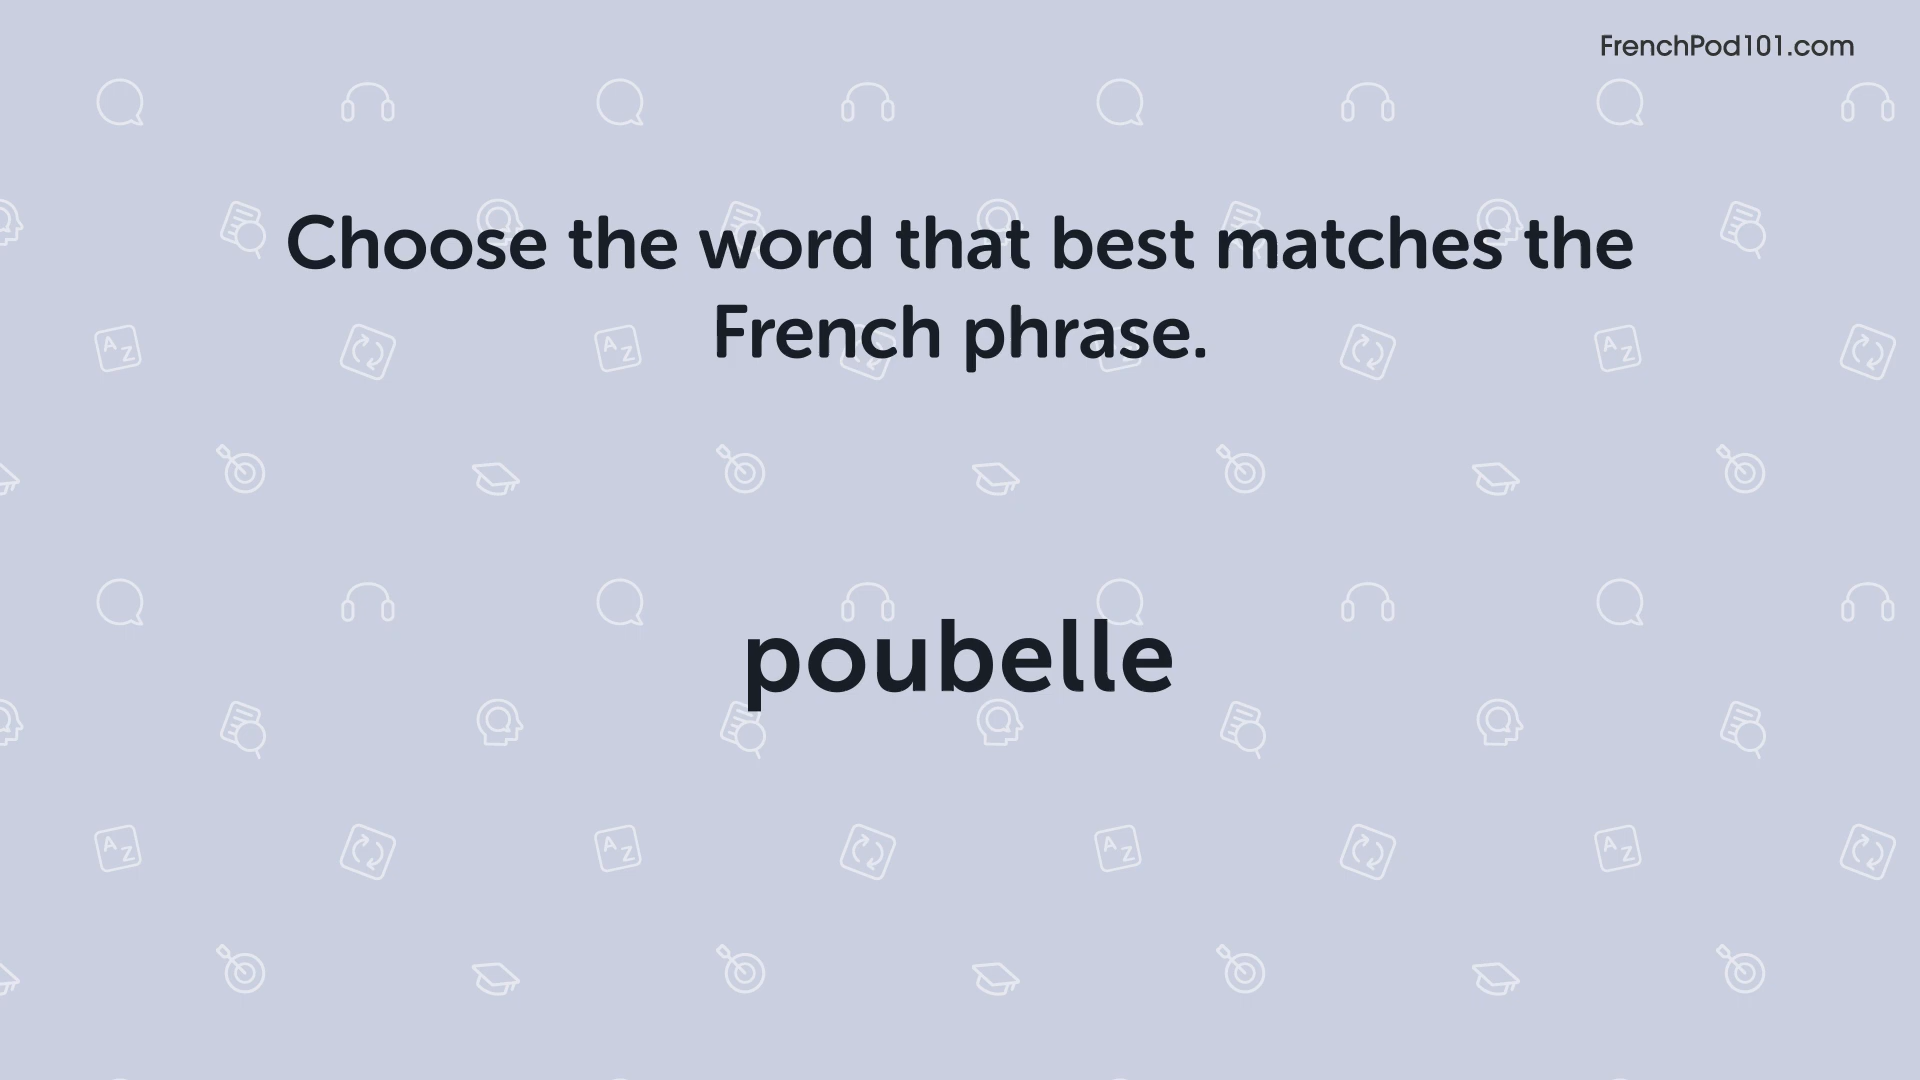 FrenchPod101.com
Choose the word that best matches the
French phrase.
poubelle